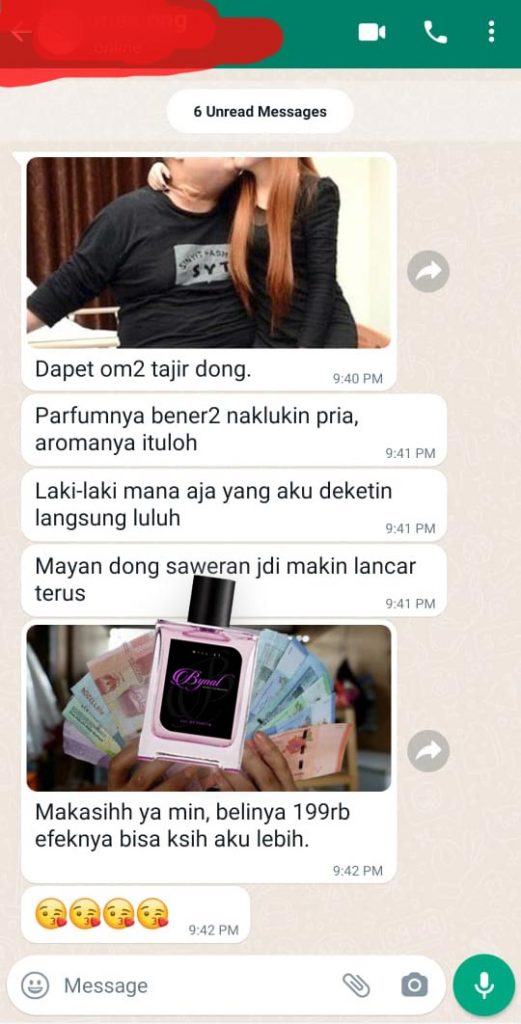 6 Unread Messages
SYT
Dapet om2 tajir dong.
9:40 PM
Parfumnya bener2 naklukin pria,
aromanya ituloh
9:41 PM
Laki-laki mana aja yang aku deketin
langsung luluh
9:41 PM
Mayan dong saweran jdi makin lancar
terus
9:41 PM
Bynal
Makasihh ya min, belinya 199rb
efeknya bisa ksih aku lebih.
9:42 PM
😘😘😘😘
9:42 PM
Message